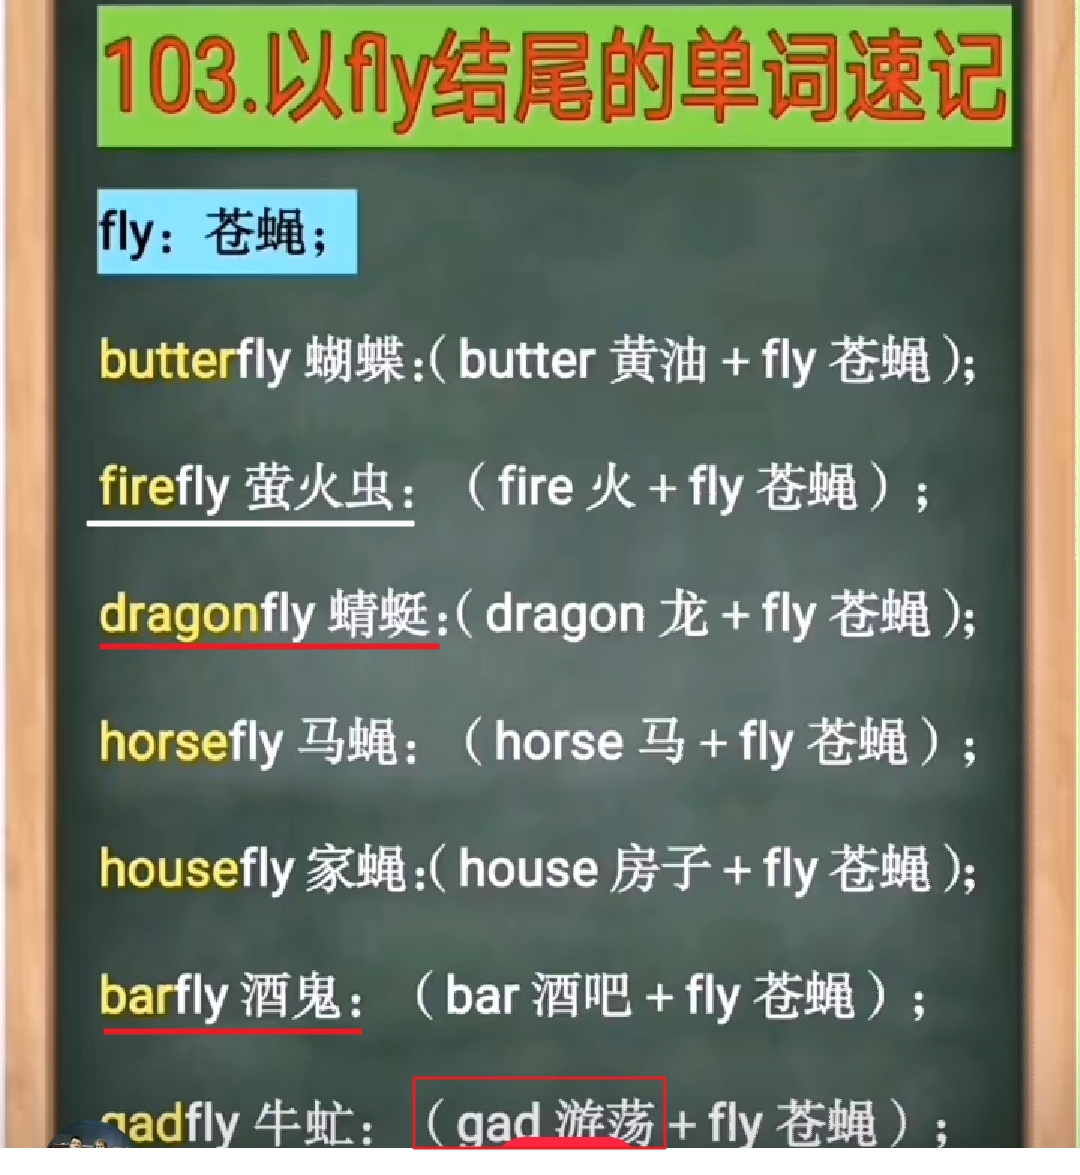 103.以fly结尾的单词速记
fly：苍蝇；
butterfly 蝴蝶:（butter 黄油 + fly 苍蝇）;
firefly 萤火虫：（fire 火 + fly 苍蝇）；
dragonfly 蜻蜓:（dragon 龙 + fly 苍蝇）;
horsefly 马蝇：（horse 马 + fly 苍蝇）；
housefly 家蝇:（house 房子 + fly 苍蝇）;
barfly 酒鬼：（bar 酒吧 + fly 苍蝇）；
gadfly 牛虻：（gad 游荡 + fly 苍蝇）；